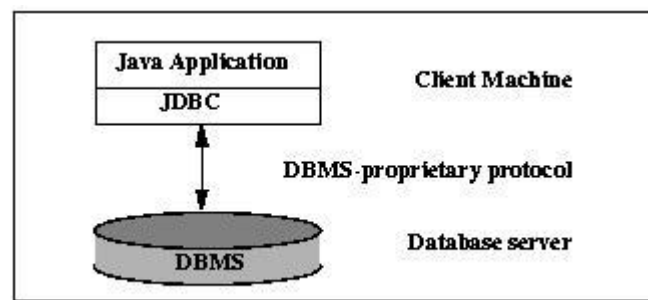 Java Application
Client Machine
JDBC
DBMS-proprietary protocol
Database server
DBMS